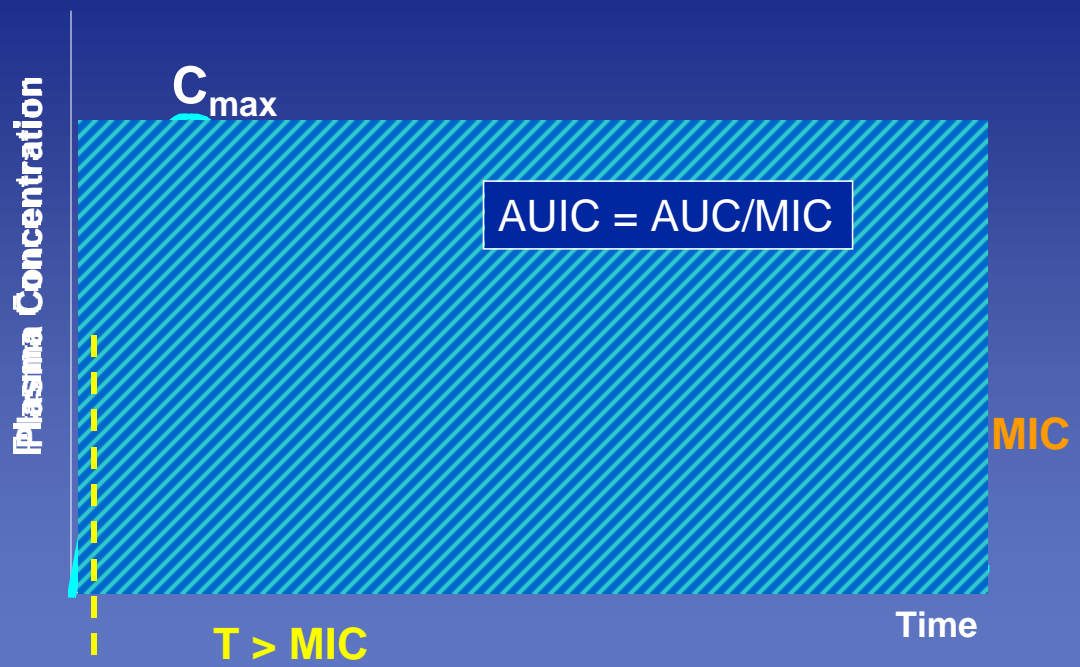 Plasma Concentration
Cmax
AUIC = AUC/MIC
MIC
Time
T > MIC